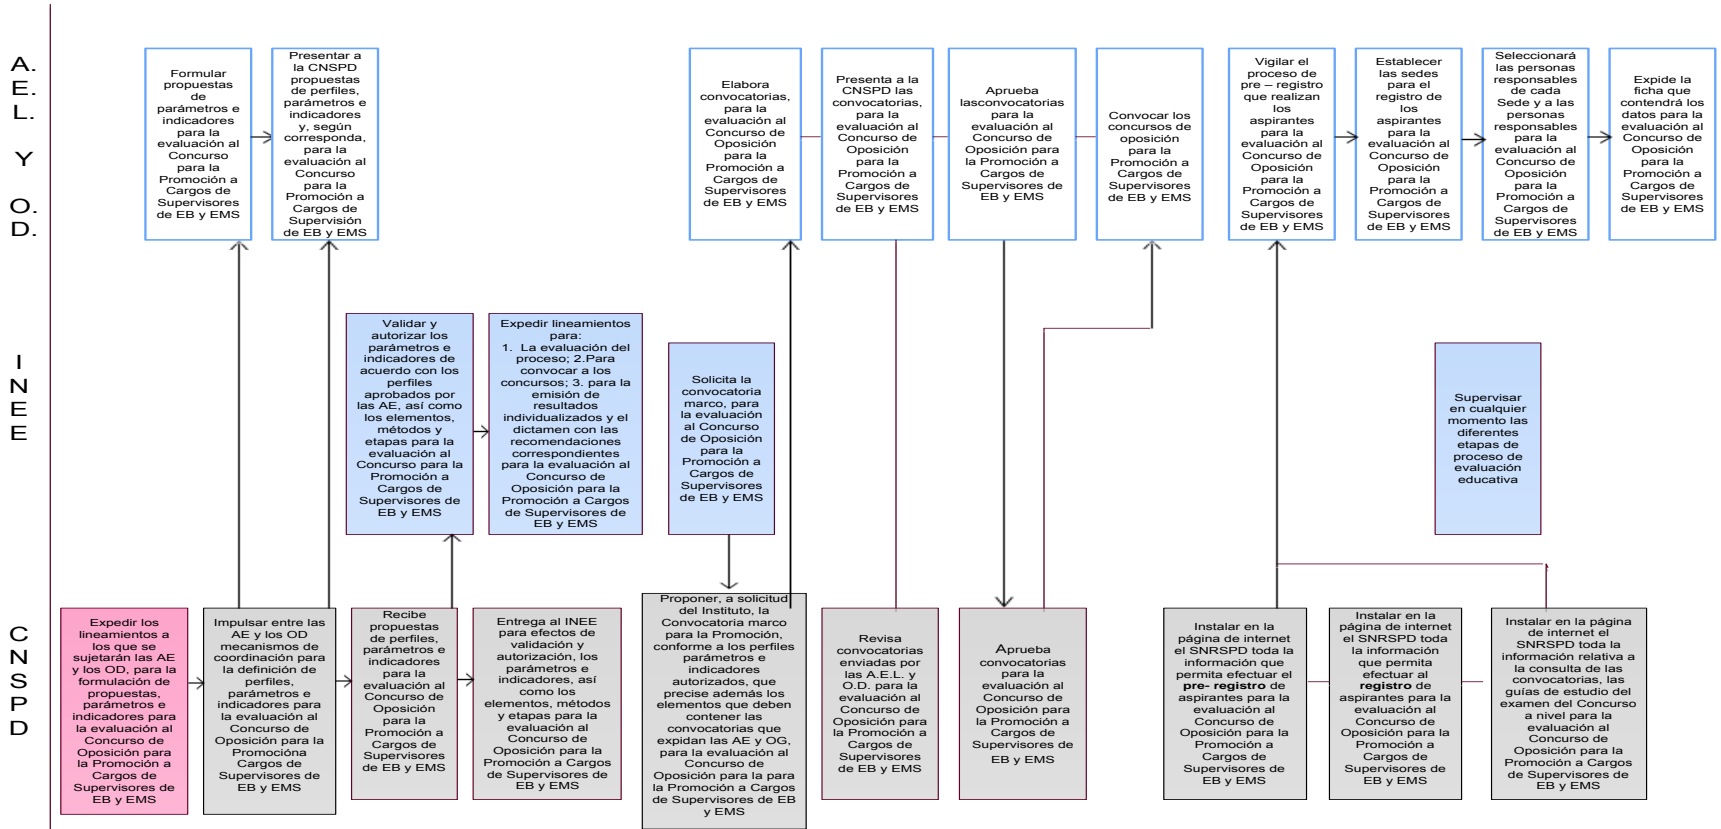 A.
E.
L.
Y
O.
D.
Formular
propuestas
de
parámetros e
indicadores
para la
evaluación al
Concurso
para la
Promoción a
Cargos de
Supervisores
de EB y EMS
Presentar a
la CNSPD
propuestas
de perfiles,
parámetros e
indicadores
y, según
corresponda,
para la
evaluación al
Concurso
para la
Promoción a
Cargos de
Supervisión
de EB y EMS
Elabora
convocatorias,
para la
evaluación al
Concurso de
Oposición
para la
Promoción a
Cargos de
Supervisores
de EB y EMS
Presenta a la
CNSPD las
convocatorias,
para la
evaluación al
Concurso de
Oposición
para la
Promoción a
Cargos de
Supervisores
de EB y EMS
Aprueba
lasconvocatorias
para la
evaluación al
Concurso de
Oposición para
la Promoción a
Cargos de
Supervisores
de EB y EMS
Convocar los
concursos de
oposición
para la
Promoción a
Cargos de
Supervisores
de EB y EMS
Vigilar el
proceso de
pre – registro
que realizan los
aspirantes
para la
evaluación al
Concurso de
Oposición
para la
Promoción a
Cargos de
Supervisores
de EB y EMS
Establecer
las sedes
para el
registro de
los
aspirantes
para la
evaluación al
Concurso de
Oposición
para la
Promoción a
Cargos de
Supervisores
de EB y EMS
Seleccionará
las personas
responsables
de cada
Sede y a las
personas
responsables
para la
evaluación al
Concurso de
Oposición
para la
Promoción a
Cargos de
Supervisores
de EB y EMS
Expide la
ficha que
contendrá los
datos para la
evaluación al
Concurso de
Oposición
para la
Promoción a
Cargos de
Supervisores
de EB y EMS
I
N
E
E
Validar y
autorizar los
parámetros e
indicadores de
acuerdo con los
perfiles
aprobados por
las AE, así como
los elementos,
métodos y
etapas para la
evaluación al
Concurso para la
Promoción a
Cargos de
Supervisores de
EB y EMS
Expedir lineamientos
para:
1. La evaluación del
proceso; 2.Para
convocar a los
concursos; 3. para la
emisión de
resultados
individualizados y el
dictamen con las
recomendaciones
correspondientes
para la evaluación al
Concurso de
Oposición para la
Promoción a Cargos
de Supervisores de
EB y EMS
Solicita la
convocatoria
marco, para
la evaluación
al Concurso
de Oposición
para la
Promoción a
Cargos de
Supervisores
de EB y EMS
Supervisar
en cualquier
momento las
diferentes
etapas de
proceso de
evaluación
educativa
C
N
S
P
D
Expedir los
lineamientos a
los que se
sujetarán las AE
y los OD, para la
formulación de
propuestas,
parámetros e
indicadores para
la evaluación al
Concurso de
Oposición para
la Promoción a
Cargos de
Supervisores de
EB y EMS
Impulsar entre las
AE y los OD
mecanismos de
coordinación para
la definición de
perfiles,
parámetros e
indicadores para
la evaluación al
Concurso de
Oposición para la
Promocióna
Cargos de
Supervisores de
EB y EMS
Recibe
propuestas
de perfiles,
parámetros e
indicadores
para la
evaluación al
Concurso de
Oposición
para la
Promoción a
Cargos de
Supervisores
de EB y EMS
Entrega al INEE
para efectos de
validación y
autorización, los
parámetros e
indicadores, así
como los
elementos, métodos
y etapas para la
evaluación al
Concurso de
Oposición para la
Promoción a Cargos
de Supervisores de
EB y EMS
Proponer, a solicitud
del Instituto, la
Convocatoria marco
para la Promoción,
conforme a los perfiles
parámetros e
indicadores
autorizados, que
precise además los
elementos que deben
contener las
convocatorias que
expidan las AE y OG,
para la evaluación al
Concurso de
Oposición para la para
la Promoción a Cargos
de Supervisores de EB
y EMS
Revisa
convocatorias
enviadas por
las A.E.L. y
O.D. para la
evaluación al
Concurso de
Oposición para
la Promoción a
Cargos de
Supervisores
de EB y EMS
Aprueba
convocatorias
para la
evaluación al
Concurso de
Oposición para
la Promoción a
Cargos de
Supervisores de
EB y EMS
Instalar en la
página de internet
el SNRSPD toda la
información que
permita efectuar el
pre- registro de
aspirantes para la
evaluación al
Concurso de
Oposición para la
Promoción a
Cargos de
Supervisores de
EB y EMS
Instalar en la
página de internet
el SNRSPD toda
la información
que permita
efectuar al
registro de
aspirantes para la
evaluación al
Concurso de
Oposición para la
Promoción a
Cargos de
Supervisores de
EB y EMS
Instalar en la página
de internet el
SNRSPD toda la
información relativa a
la consulta de las
convocatorias, las
guías de estudio del
examen del Concurso
a nivel para la
evaluación al
Concurso de
Oposición para la
Promoción a Cargos
de Supervisores de
EB y EMS